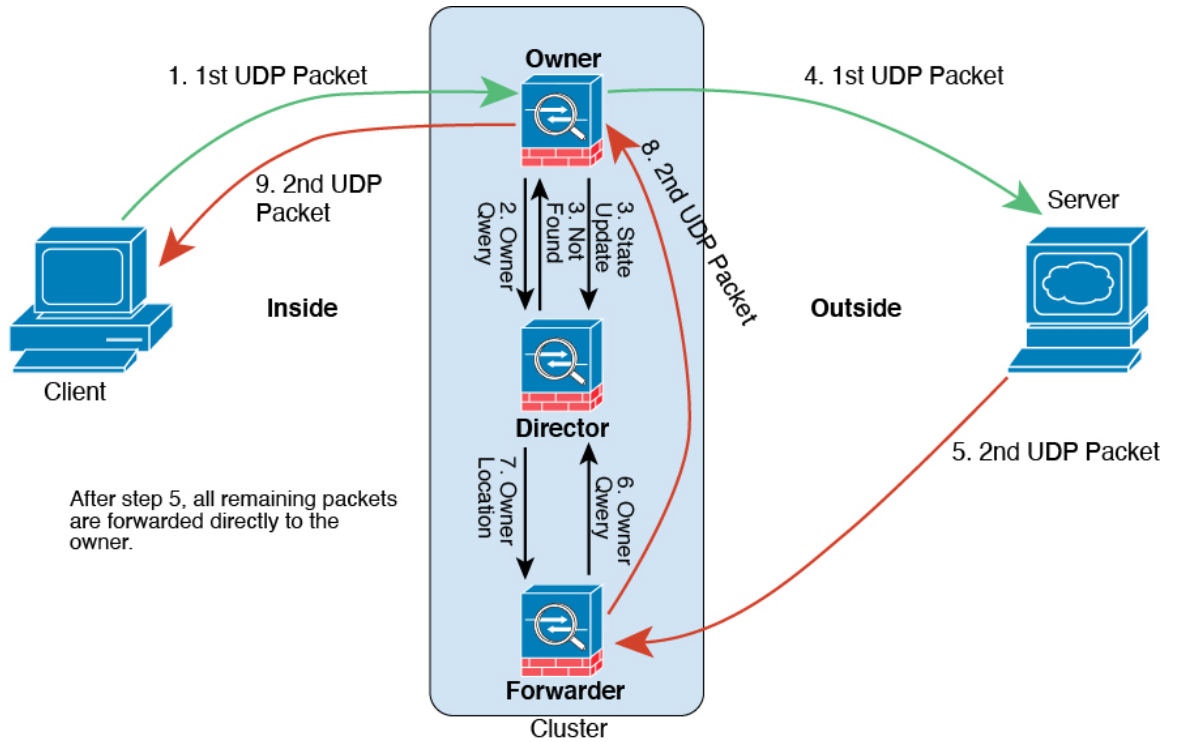 Owner
1. 1st UDP Packet
4. 1st UDP Packet
9. 2nd UDP
Packet
8. 2nd UDP Packet
Server
2. Owner
Qwery
3. Not
Found
3. State
Update
Inside
Outside
Client
Director
5. 2nd UDP Packet
7. Owner
Location
6. Owner
Qwery
After step 5, all remaining packets
are forwarded directly to the
owner.
Forwarder
Cluster